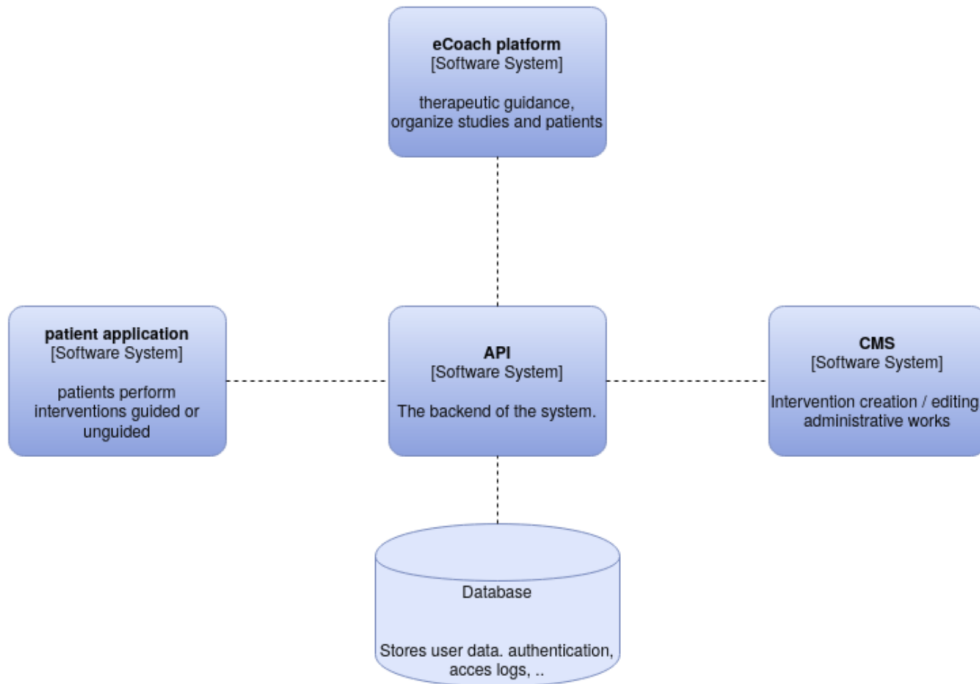 eCoach platform
[Software System]
therapeutic guidance,
organize studies and patients
patient application
[Software System]
patients perform
interventions guided or
unguided
API
[Software System]
The backend of the system.
CMS
[Software System]
Intervention creation / editing
administrative works
Database
Stores user data. authentication,
acces logs, ..